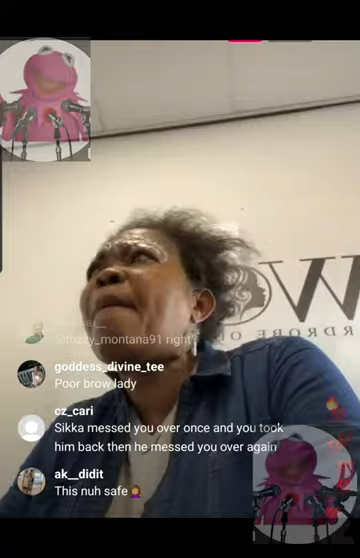 right
goddess_divine_tee
Poor brow lady
cz_cari
Sikka messed you over once and you took
him back then he messed you over again
ak__didit
This nuh safe 🤦